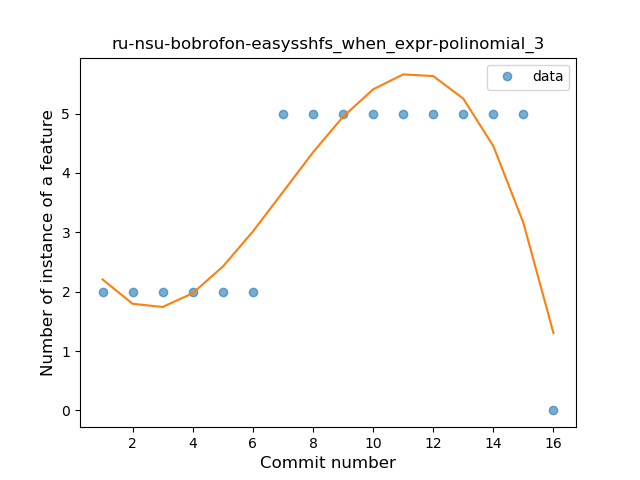 ru-nsu-bobrofon-easysshfs_when_expr-polinomial_3
data
Number of instance of a feature
5
4
3
2
1
0
2 4 6 8 10 12 14 16
Commit number